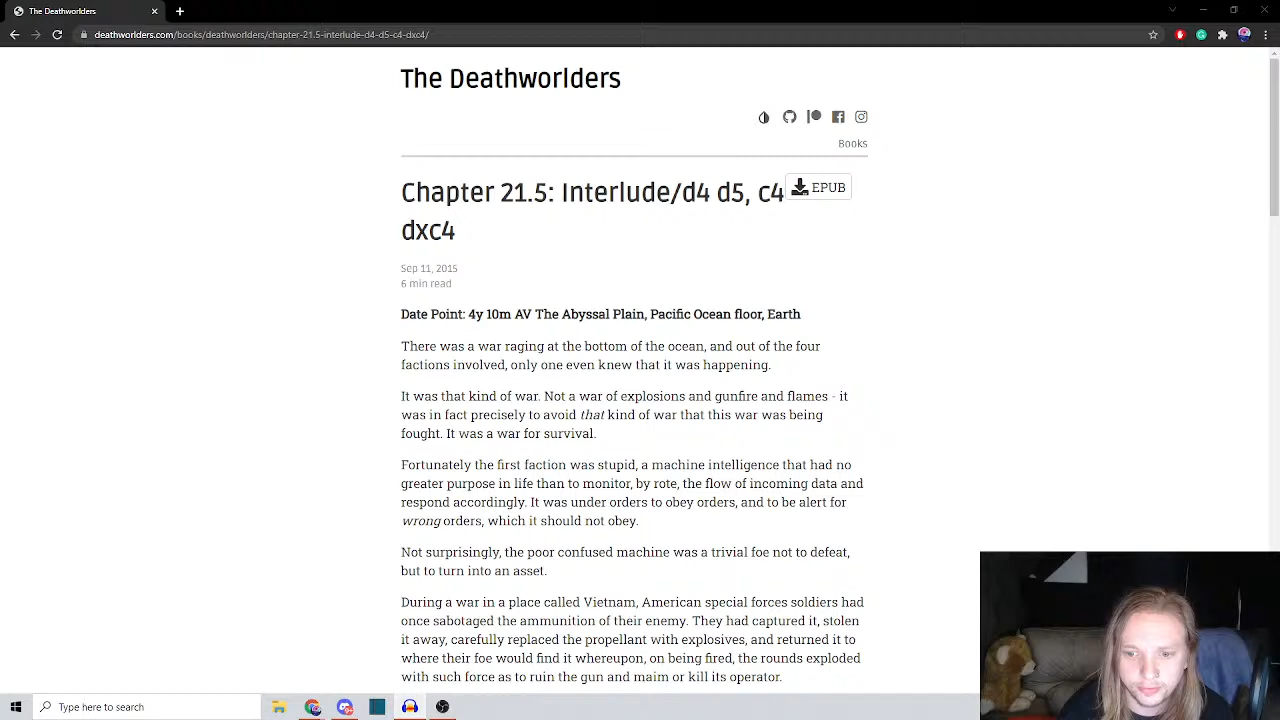 The Deathworlders
deathworlders.com/books/deathworlders/chapter-21.5-interlude-d4-d5-c4-dxc4/
The Deathworlders
Books
Chapter 21.5: Interlude/d4 d5, c4
EPUB
dxc4
Sep 11, 2015
6 min read
Date Point: 4y 10m AV The Abyssal Plain, Pacific Ocean floor, Earth
There was a war raging at the bottom of the ocean, and out of the four
factions involved, only one even knew that it was happening.
It was that kind of war. Not a war of explosions and gunfire and flames - it
was in fact precisely to avoid that kind of war that this war was being
fought. It was a war for survival.
Fortunately the first faction was stupid, a machine intelligence that had no
greater purpose in life than to monitor, by rote, the flow of incoming data and
respond accordingly. It was under orders to obey orders, and to be alert for
wrong orders, which it should not obey.
Not surprisingly, the poor confused machine was a trivial foe not to defeat,
but to turn into an asset.
During a war in a place called Vietnam, American special forces soldiers had
once sabotaged the ammunition of their enemy. They had captured it, stolen
it away, carefully replaced the propellant with explosives, and returned it to
where their foe would find it whereupon, on being fired, the rounds exploded
with such force as to ruin the gun and maim or kill its operator.
Type here to search